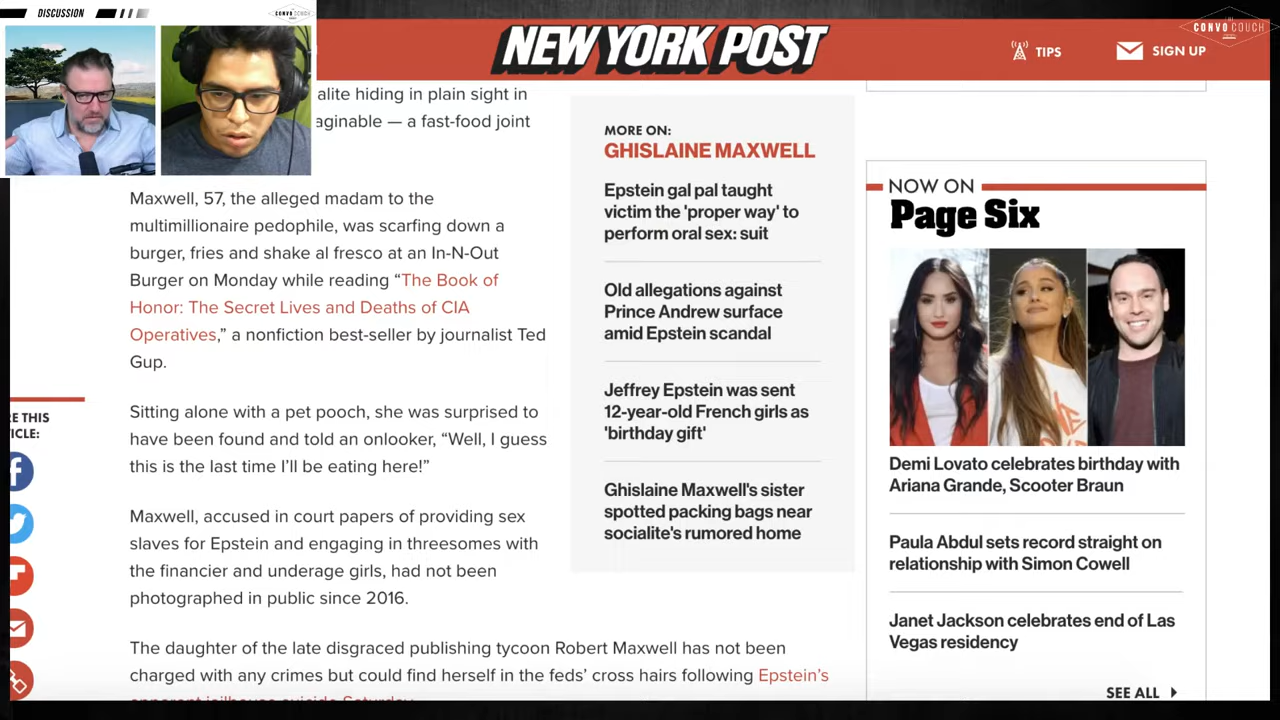 DISCUSSION
CONVO COUCH
NEW YORK POST
TIPS
SIGN UP
CONVO COUCH
alite hiding in plain sight in
aginable — a fast-food joint
Maxwell, 57, the alleged madam to the
multimillionaire pedophile, was scarfing down a
burger, fries and shake al fresco at an In-N-Out
Burger on Monday while reading “The Book of
Honor: The Secret Lives and Deaths of CIA
Operatives,” a nonfiction best-seller by journalist Ted
Gup.
Sitting alone with a pet pooch, she was surprised to
have been found and told an onlooker, “Well, I guess
this is the last time I’ll be eating here!”
Maxwell, accused in court papers of providing sex
slaves for Epstein and engaging in threesomes with
the financier and underage girls, had not been
photographed in public since 2016.
The daughter of the late disgraced publishing tycoon Robert Maxwell has not been
charged with any crimes but could find herself in the feds’ cross hairs following Epstein’s
apparent jailhouse suicide Saturday
RE THIS
ICLE:
MORE ON:
GHISLAINE MAXWELL
Epstein gal pal taught
victim the 'proper way' to
perform oral sex: suit
Old allegations against
Prince Andrew surface
amid Epstein scandal
Jeffrey Epstein was sent
12-year-old French girls as
'birthday gift'
Ghislaine Maxwell's sister
spotted packing bags near
socialite's rumored home
NOW ON
Page Six
Demi Lovato celebrates birthday with
Ariana Grande, Scooter Braun
Paula Abdul sets record straight on
relationship with Simon Cowell
Janet Jackson celebrates end of Las
Vegas residency
SEE ALL